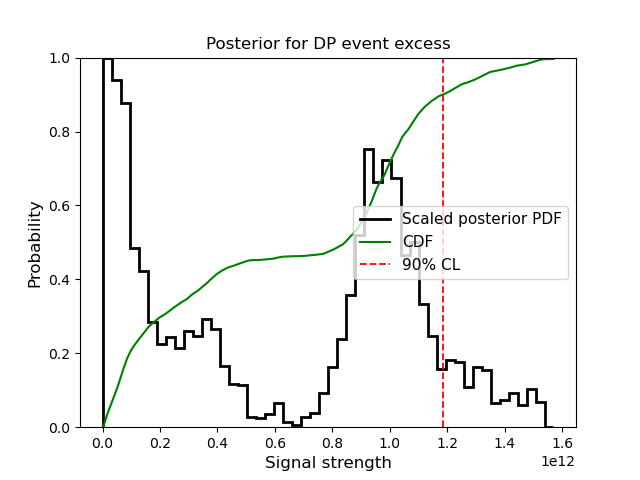 Posterior for DP event excess
1.0
0.8
0.6
0.4
0.2
0.0
Probability
Scaled posterior PDF
CDF
90% CL
0.0 0.2 0.4 0.6 0.8 1.0 1.2 1.4 1.6
1e12
Signal strength